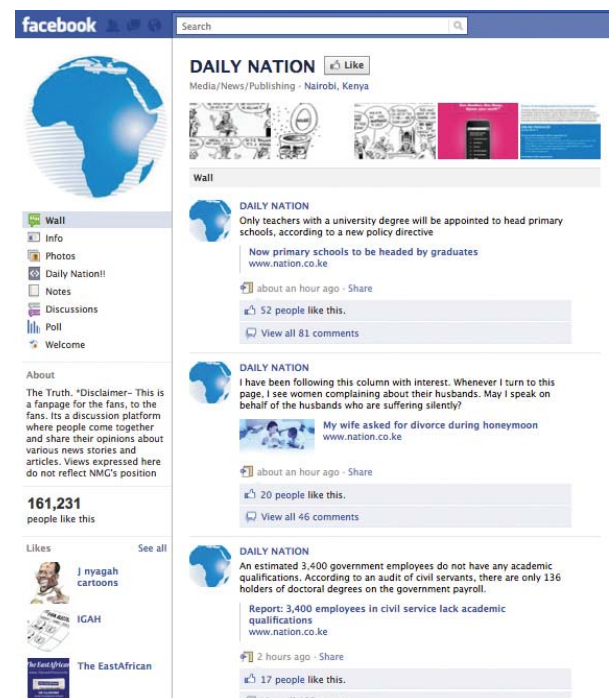 facebook
Search
DAILY NATION
Like
Media/News/Publishing · Nairobi, Kenya
Wall
Info
Photos
Daily Nation!!
Notes
Discussions
Poll
Welcome
About
The Truth. *Disclaimer- This is
a fanpage for the fans, to the
fans. Its a discussion platform
where people come together
and share their opinions about
various news stories and
articles. Views expressed here
do not reflect NMG's position
161,231
people like this
Likes See all
J nyagah
cartoons
IGAH
The EastAfrican
The EastAfrican
Wall
DAILY NATION
Only teachers with a university degree will be appointed to head primary
schools, according to a new policy directive
Now primary schools to be headed by graduates
www.nation.co.ke
about an hour ago · Share
52 people like this.
View all 81 comments
DAILY NATION
I have been following this column with interest. Whenever I turn to this
page, I see women complaining about their husbands. May I speak on
behalf of the husbands who are suffering silently?
My wife asked for divorce during honeymoon
www.nation.co.ke
about an hour ago · Share
20 people like this.
View all 46 comments
DAILY NATION
An estimated 3,400 government employees do not have any academic
qualifications. According to an audit of civil servants, there are only 136
holders of doctoral degrees on the government payroll.
Report: 3,400 employees in civil service lack academic
qualifications
www.nation.co.ke
2 hours ago · Share
17 people like this.